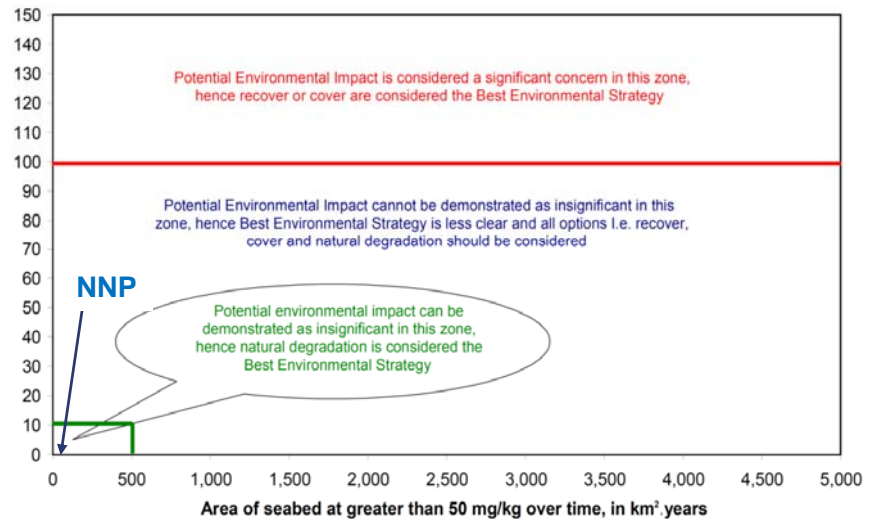 150
140
130
120
110
100
90
80
70
60
50
40
30
20
10
0
Potential Environmental Impact is considered a significant concern in this zone,
hence recover or cover are considered the Best Environmental Strategy
Potential Environmental Impact cannot be demonstrated as insignificant in this
zone, hence Best Environmental Strategy is less clear and all options I.e. recover,
cover and natural degradation should be considered
NNP
Potential environmental impact can be
demonstrated as insignificant in this zone,
hence natural degradation is considered the
Best Environmental Strategy
0 500 1,000 1,500 2,000 2,500 3,000 3,500 4,000 4,500 5,000
Area of seabed at greater than 50 mg/kg over time, in km².years